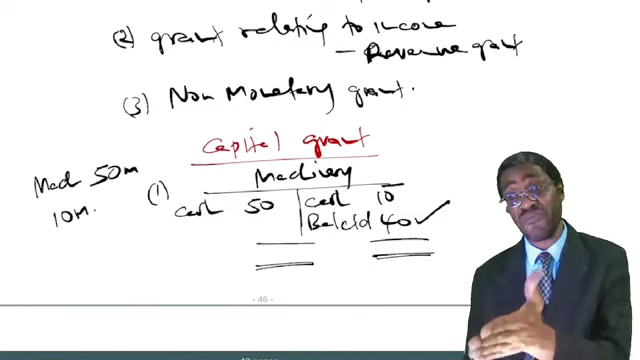 (2) grant relating to income
- Revenue grant
(3) Non Monetary grant.
Capital grant
Mach 50m
10m.
(1) Machinery
Cash 50 Cash 10
Bal c/d 40 ✓
- 46 -